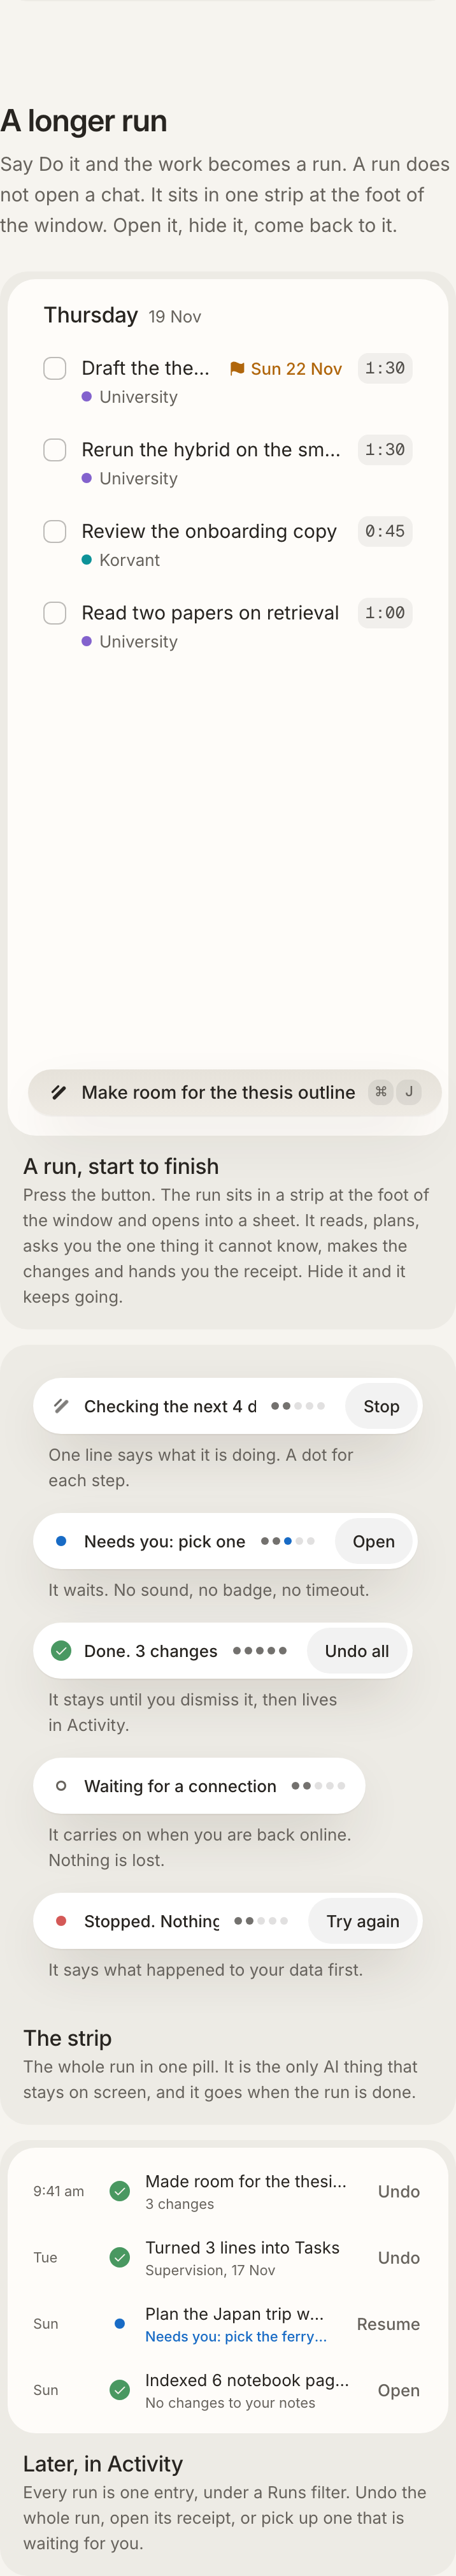 A longer run
Say Do it and the work becomes a run. A run does
not open a chat. It sits in one strip at the foot of
the window. Open it, hide it, come back to it.
Thursday 19 Nov
Draft the the... Sun 22 Nov 1:30
University
Rerun the hybrid on the sm... 1:30
University
Review the onboarding copy 0:45
Korvant
Read two papers on retrieval 1:00
University
Make room for the thesis outline ⌘ J
A run, start to finish
Press the button. The run sits in a strip at the foot of
the window and opens into a sheet. It reads, plans,
asks you the one thing it cannot know, makes the
changes and hands you the receipt. Hide it and it
keeps going.
Checking the next 4 d Stop
One line says what it is doing. A dot for
each step.
Needs you: pick one Open
It waits. No sound, no badge, no timeout.
Done. 3 changes Undo all
It stays until you dismiss it, then lives
in Activity.
Waiting for a connection
It carries on when you are back online.
Nothing is lost.
Stopped. Nothing Try again
It says what happened to your data first.
The strip
The whole run in one pill. It is the only AI thing that
stays on screen, and it goes when the run is done.
9:41 am Made room for the thesi... Undo
3 changes
Tue Turned 3 lines into Tasks Undo
Supervision, 17 Nov
Sun Plan the Japan trip w... Resume
Needs you: pick the ferry...
Sun Indexed 6 notebook pag... Open
No changes to your notes
Later, in Activity
Every run is one entry, under a Runs filter. Undo the
whole run, open its receipt, or pick up one that is
waiting for you.